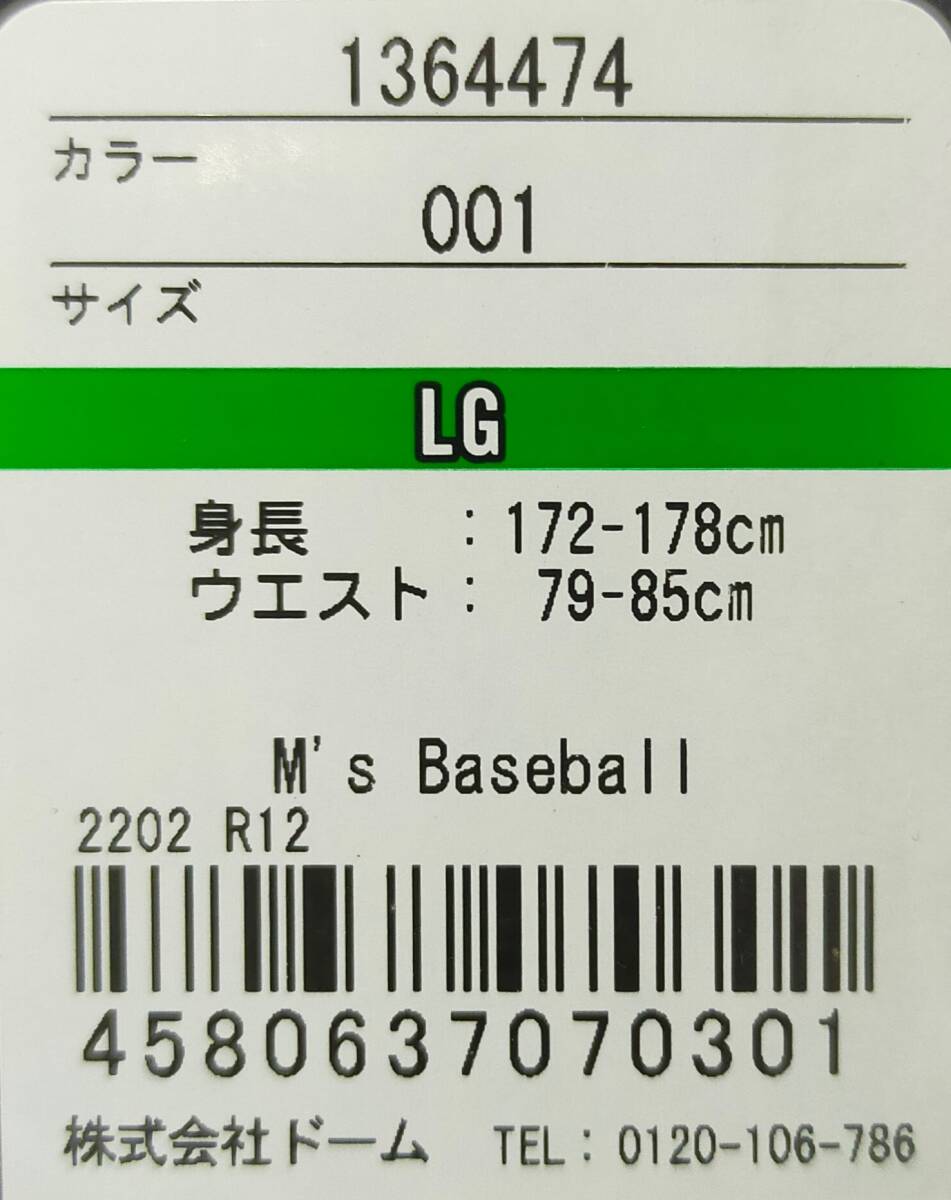 1364474
カラー
001
サイズ
LG
身長 : 172-178cm
ウエスト : 79-85cm
M's Baseball
2202 R12
4580637070301
株式会社ドーム TEL: 0120-106-786